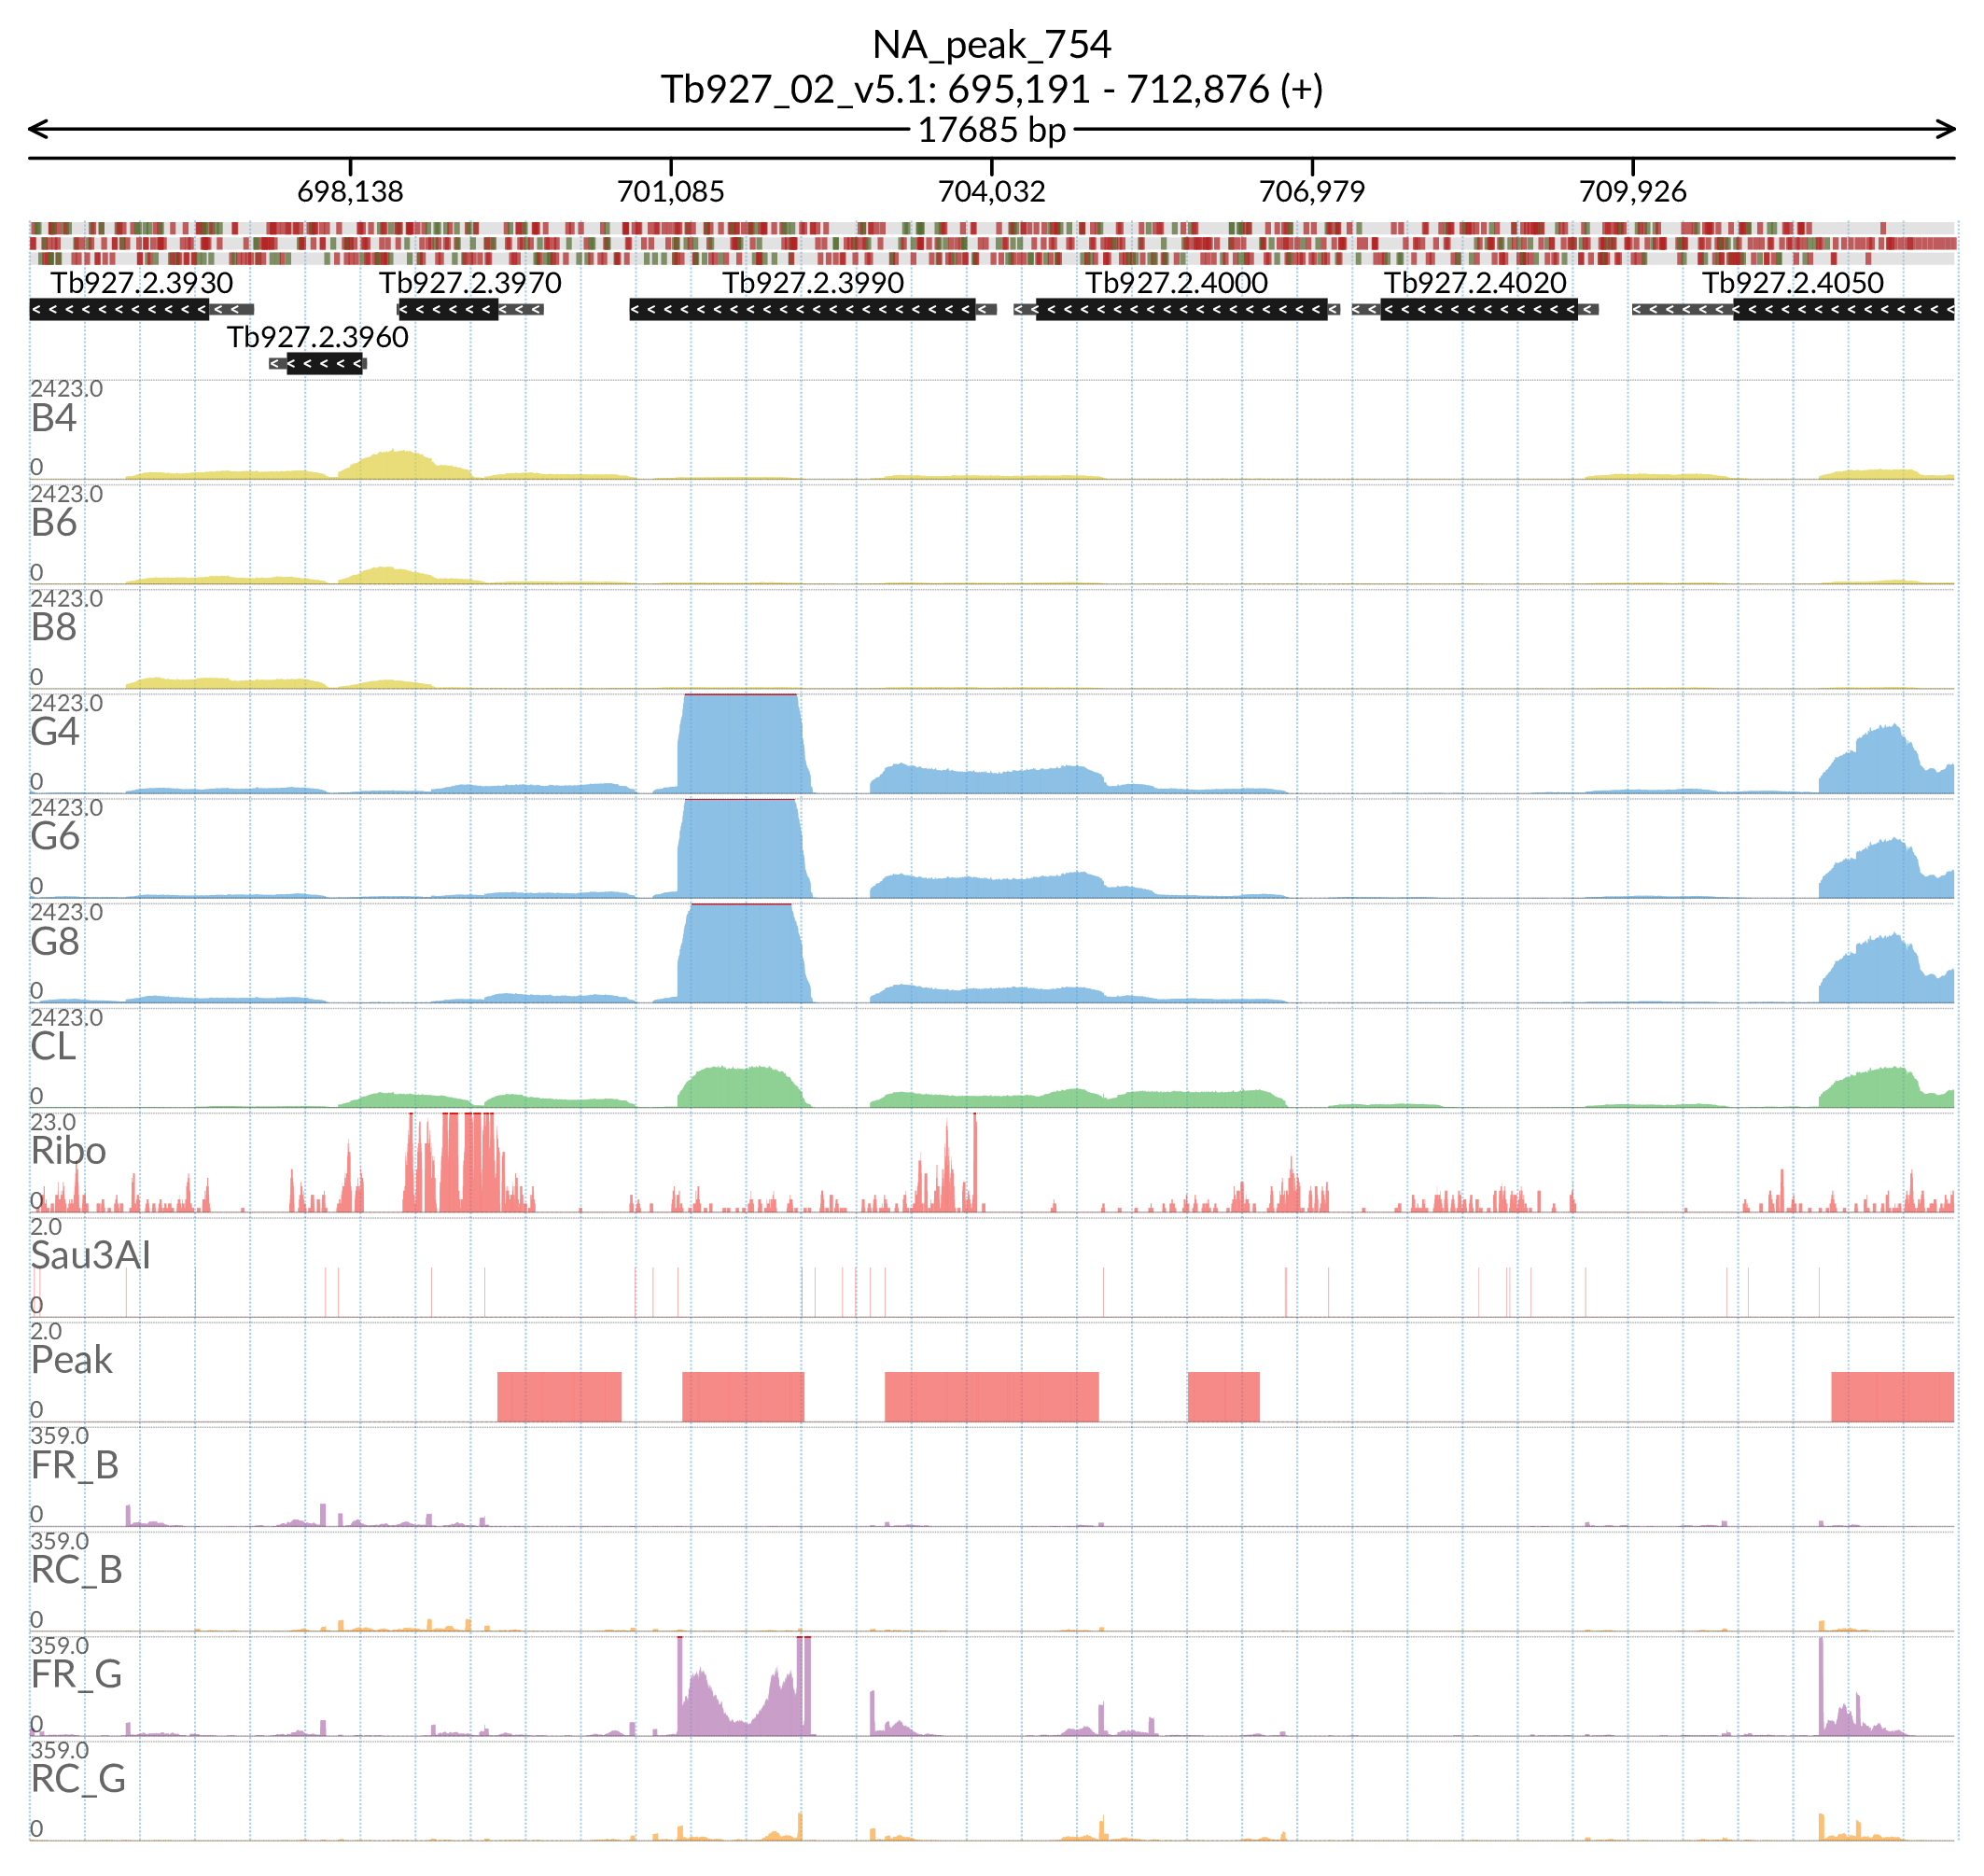 NA_peak_754
Tb927_02_v5.1: 695,191 - 712,876 (+)
17685 bp
698,138 701,085 704,032 706,979 709,926
Tb927.2.3930 Tb927.2.3970 Tb927.2.3990 Tb927.2.4000 Tb927.2.4020 Tb927.2.4050
Tb927.2.3960
2423.0
B4
0
2423.0
B6
0
2423.0
B8
0
2423.0
G4
0
2423.0
G6
0
2423.0
G8
0
2423.0
CL
0
23.0
Ribo
0
2.0
Sau3AI
0
2.0
Peak
0
359.0
FR_B
0
359.0
RC_B
0
359.0
FR_G
0
359.0
RC_G
0